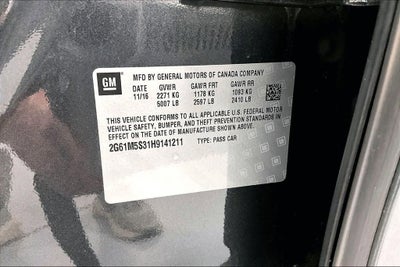 GM
MFD BY GENERAL MOTORS OF CANADA COMPANY
DATE GVWR GAWR FRT GAWR RR
11/16 2271 KG 1178 KG 1093 KG
5007 LB 2597 LB 2410 LB
THIS VEHICLE CONFORMS TO ALL APPLICABLE U.S. FEDERAL MOTOR
VEHICLE SAFETY, BUMPER, AND THEFT PREVENTION STANDARDS IN
EFFECT ON THE DATE OF MANUFACTURE SHOWN ABOVE.
2G61M5S31H9141211 TYPE: PASS CAR